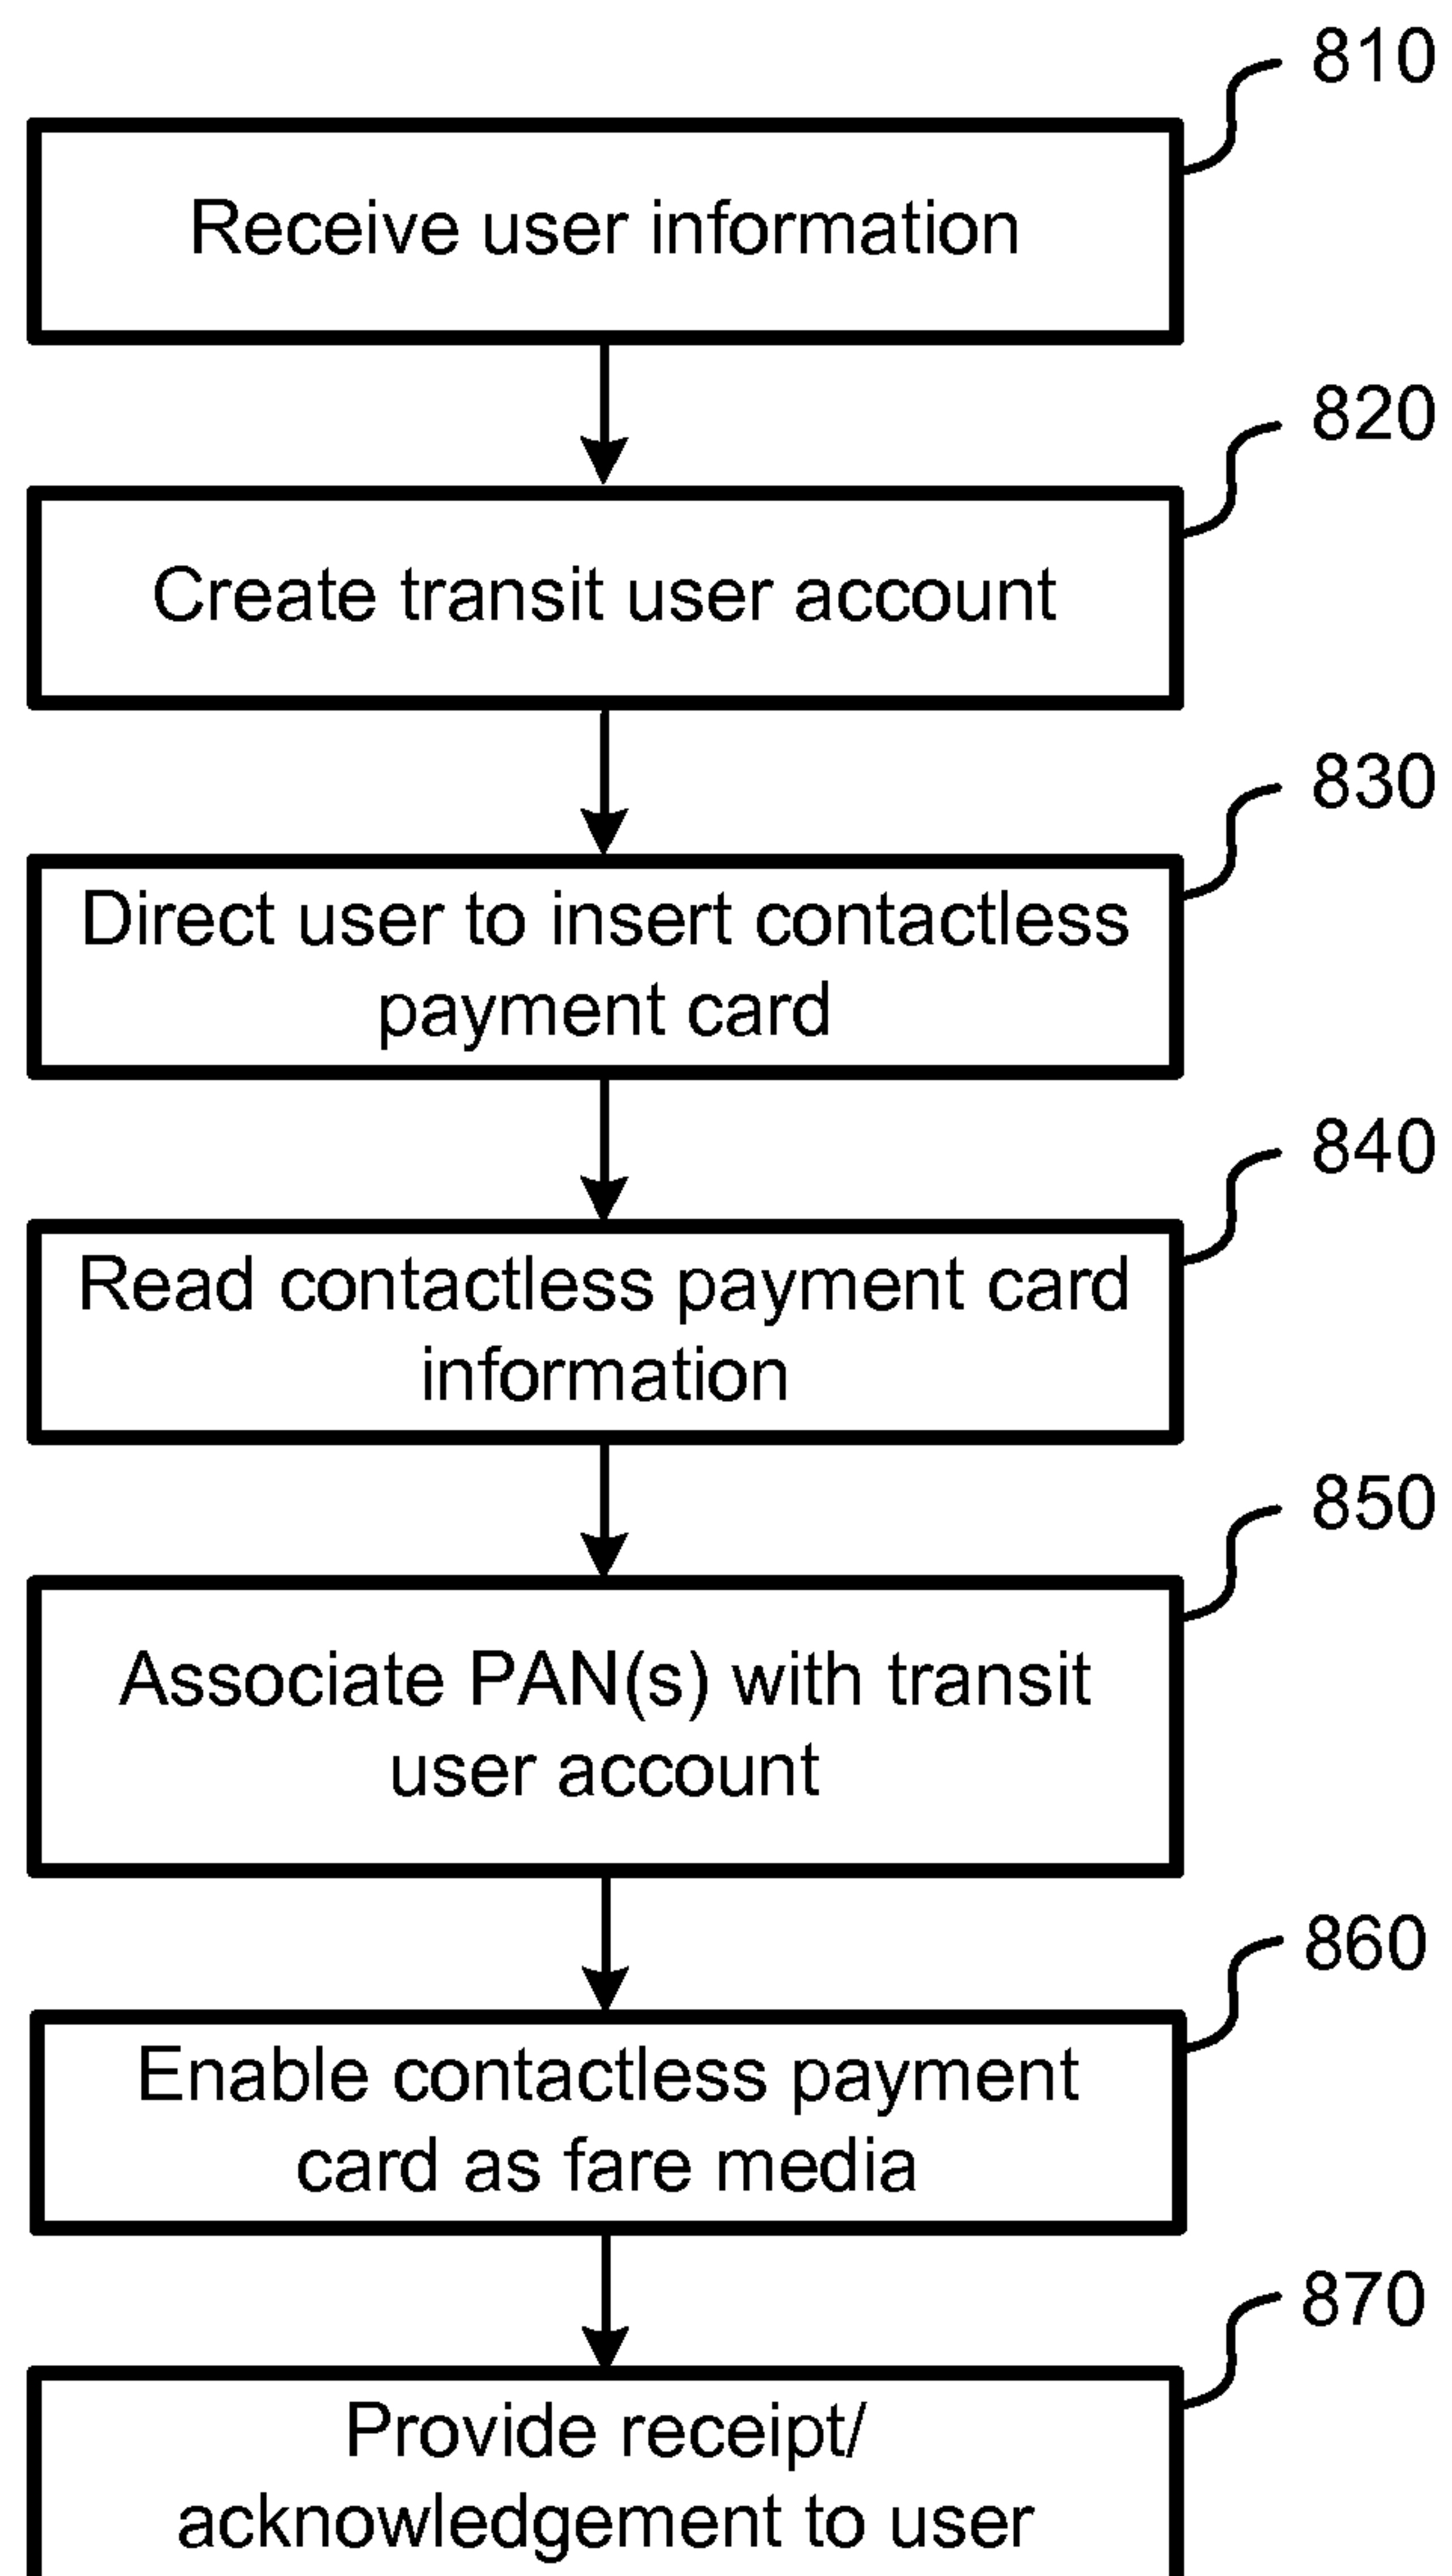 810
Receive user information
820
Create transit user account
830
Direct user to insert contactless
payment card
840
Read contactless payment card
information
850
Associate PAN(s) with transit
user account
860
Enable contactless payment
card as fare media
870
Provide receipt/
acknowledgement to user